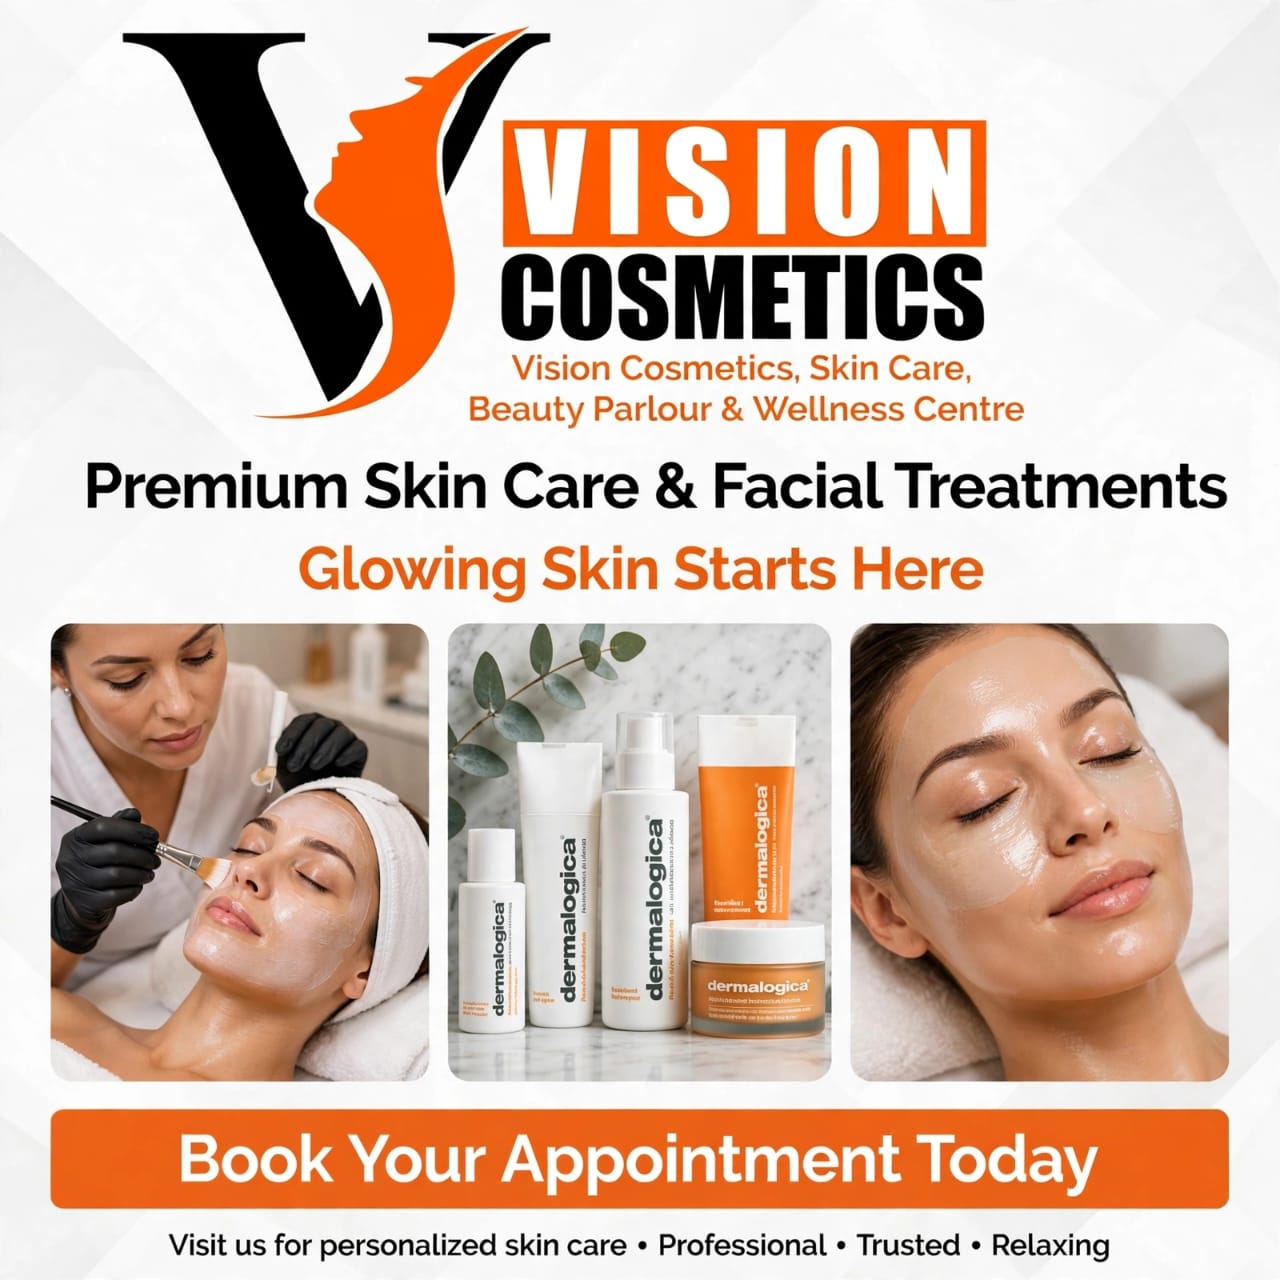 VISION
COSMETICS
Vision Cosmetics, Skin Care,
Beauty Parlour & Wellness Centre
Premium Skin Care & Facial Treatments
Glowing Skin Starts Here
dermalogica
dermalogica®
dermalogica
dermalogica®
dermalogica®
Book Your Appointment Today
Visit us for personalized skin care • Professional • Trusted • Relaxing